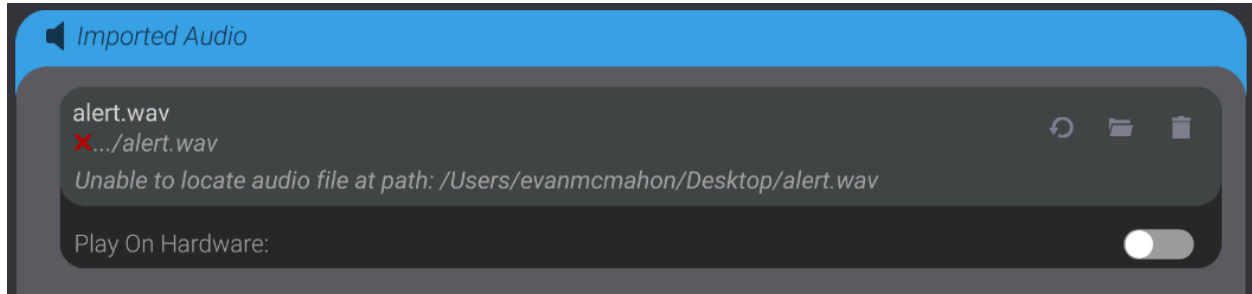 Imported Audio
alert.wav
.../alert.wav
Unable to locate audio file at path: /Users/evanmcmahon/Desktop/alert.wav
Play On Hardware: